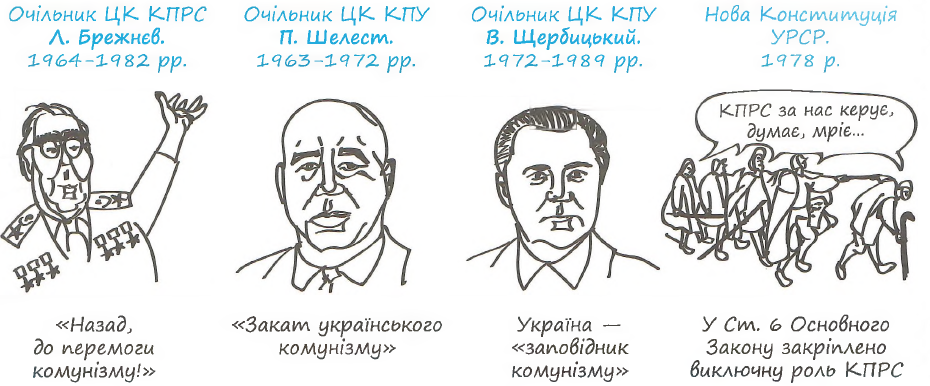 Очільник ЦК КПРС
Л. Брежнєв.
1964–1982 рр.
Очільник ЦК КПУ
П. Шелест.
1963–1972 рр.
Очільник ЦК КПУ
В. Щербицький.
1972–1989 рр.
Нова Конституція
УРСР.
1978 р.
КПРС за нас керує,
думає, мріє...
«Назад,
до перемоги
комунізму!»
«Закат українського
комунізму»
Україна —
«заповідник
комунізму»
У Ст. 6 Основного
Закону закріплено
виключну роль КПРС